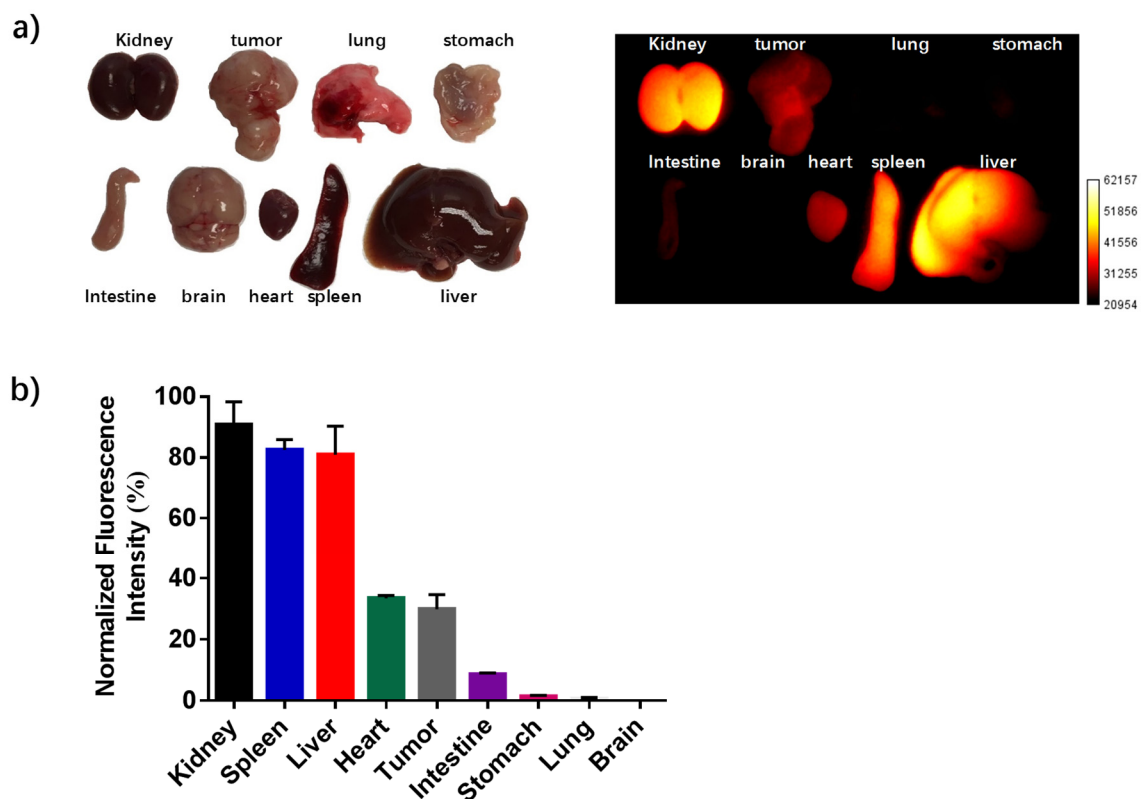 a)
Kidney tumor lung stomach
Intestine brain heart spleen liver
Kidney tumor lung stomach
Intestine brain heart spleen liver
62157
51856
41556
31255
20954
b)
Normalized Fluorescence
Intensity (%)
100
80
60
40
20
0
Kidney
Spleen
Liver
Heart
Tumor
Intestine
Stomach
Lung
Brain